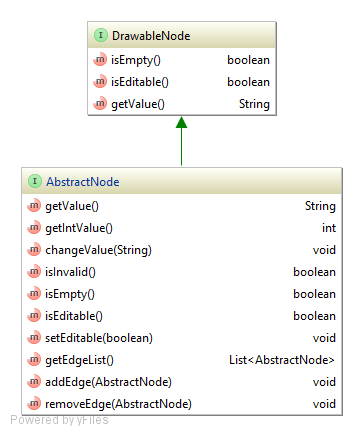 I DrawableNode
m isEmpty() boolean
m isEditable() boolean
m getValue() String
I AbstractNode
m getValue() String
m getIntValue() int
m changeValue(String) void
m isInvalid() boolean
m isEmpty() boolean
m isEditable() boolean
m setEditable(boolean) void
m getEdgeList() List<AbstractNode>
m addEdge(AbstractNode) void
m removeEdge(AbstractNode) void
Powered by yFiles